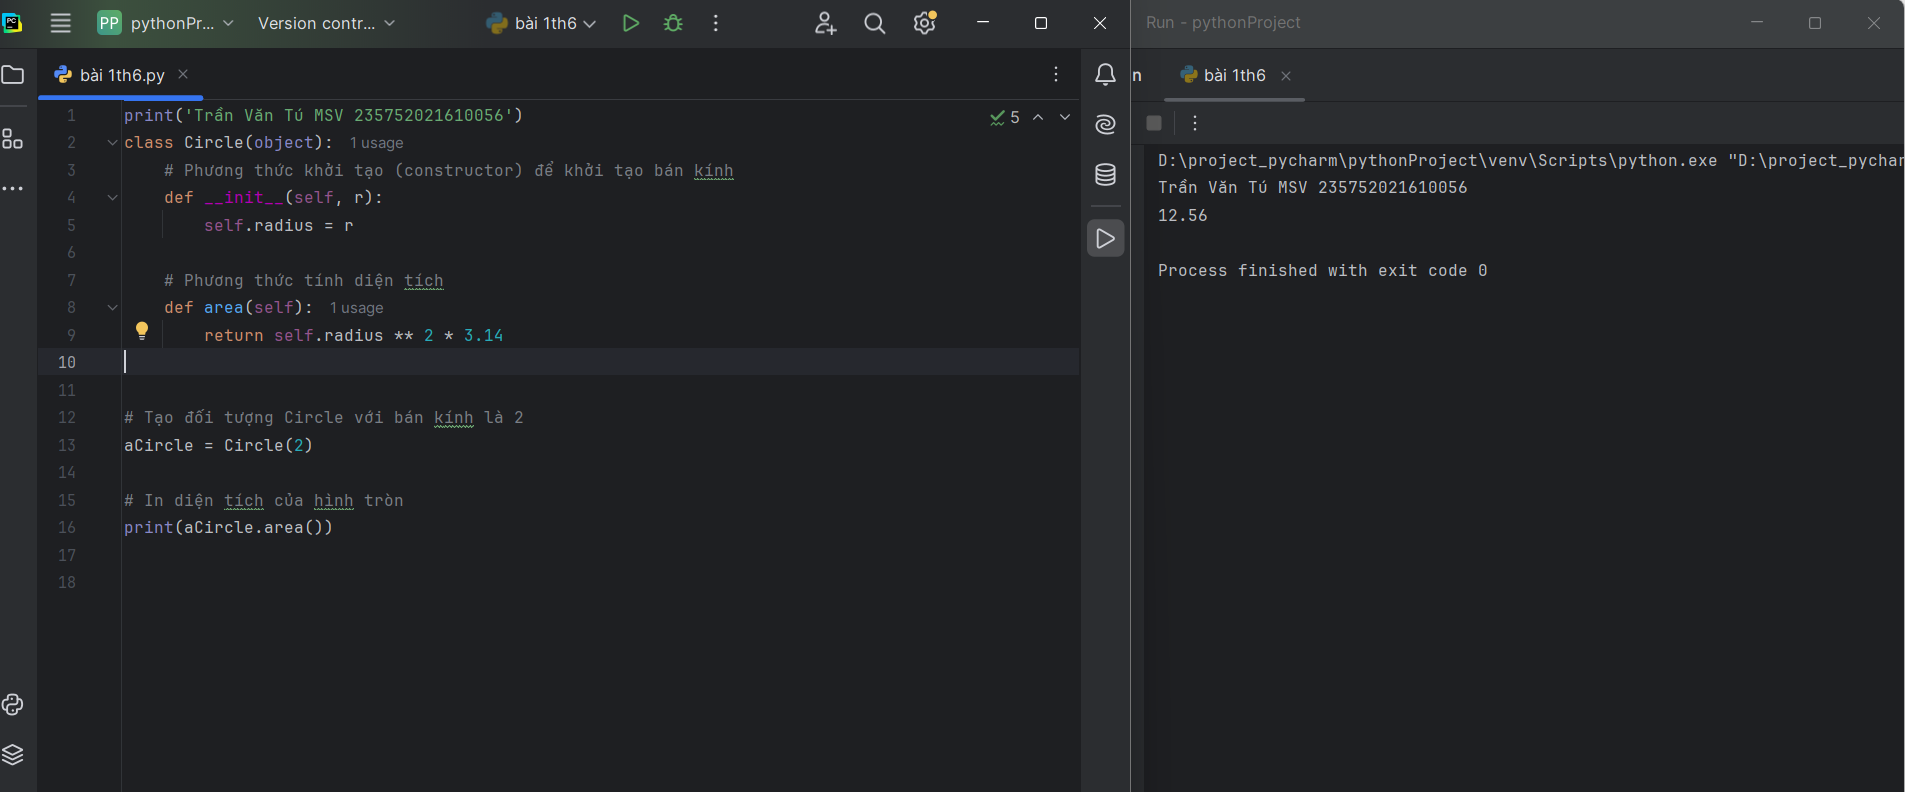 PP pythonPr... Version contr... bài 1th6
Run - pythonProject
bài 1th6.py
n bài 1th6
5
1 print('Trần Văn Tú MSV 235752021610056')
2 class Circle(object): 1 usage
3 # Phương thức khởi tạo (constructor) để khởi tạo bán kính
4 def __init__(self, r):
5 self.radius = r
6
7 # Phương thức tính diện tích
8 def area(self): 1 usage
9 return self.radius ** 2 * 3.14
10
11
12 # Tạo đối tượng Circle với bán kính là 2
13 aCircle = Circle(2)
14
15 # In diện tích của hình tròn
16 print(aCircle.area())
17
18
D:\project_pycharm\pythonProject\venv\Scripts\python.exe "D:\project_pychar
Trần Văn Tú MSV 235752021610056
12.56
Process finished with exit code 0